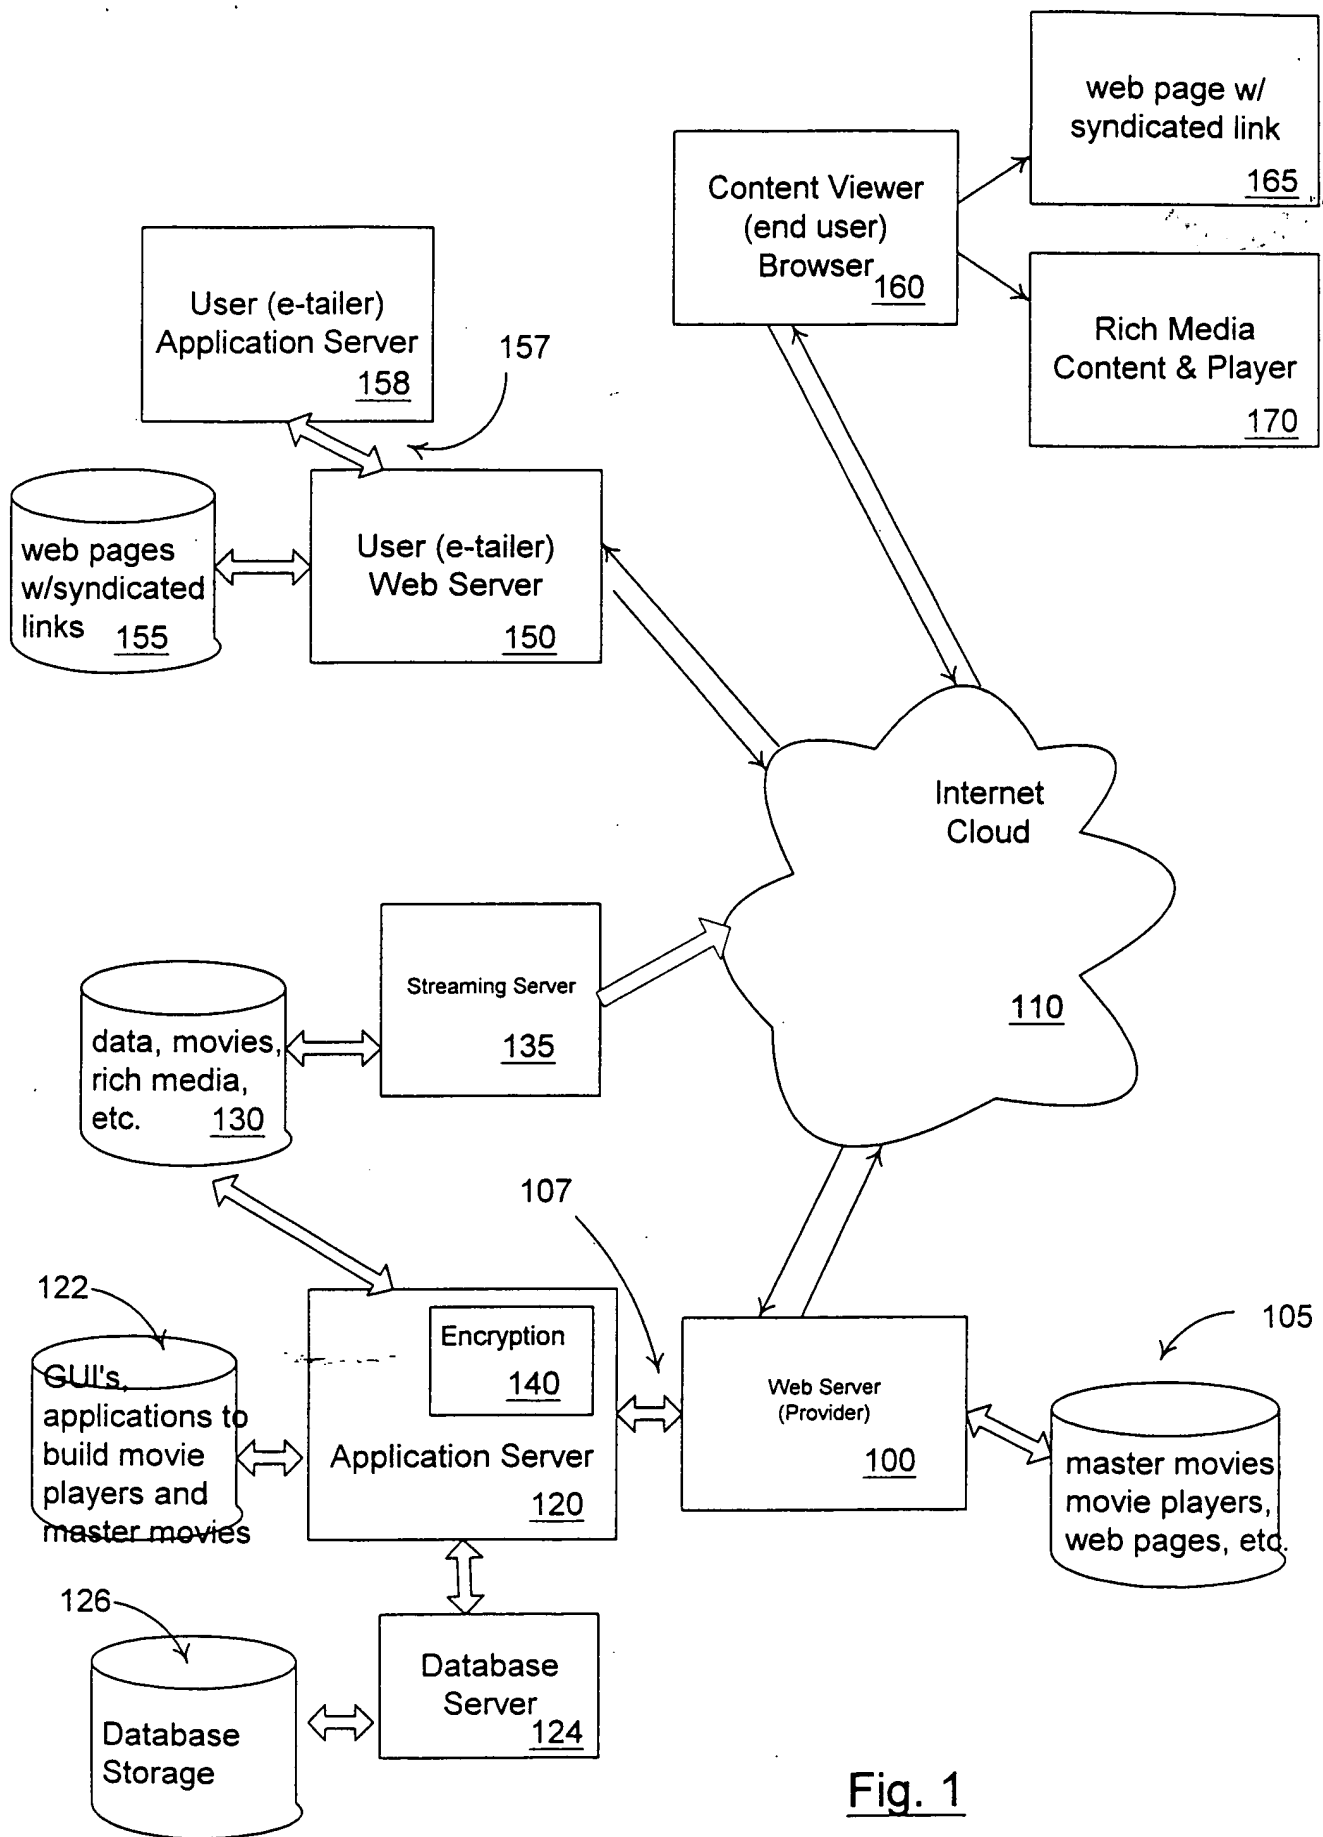 web page w/
syndicated link
165
Content Viewer
(end user)
Browser
160
User (e-tailer)
Application Server
158
157
Rich Media
Content & Player
170
web pages
w/syndicated
links
155
User (e-tailer)
Web Server
150
Internet
Cloud
110
Streaming Server
135
data, movies,
rich media,
etc.
130
107
122
GUI's,
applications to
build movie
players and
master movies
Encryption
140
Application Server
120
Web Server
(Provider)
100
105
master movies
movie players,
web pages, etc.
126
Database
Storage
Database
Server
124
Fig. 1